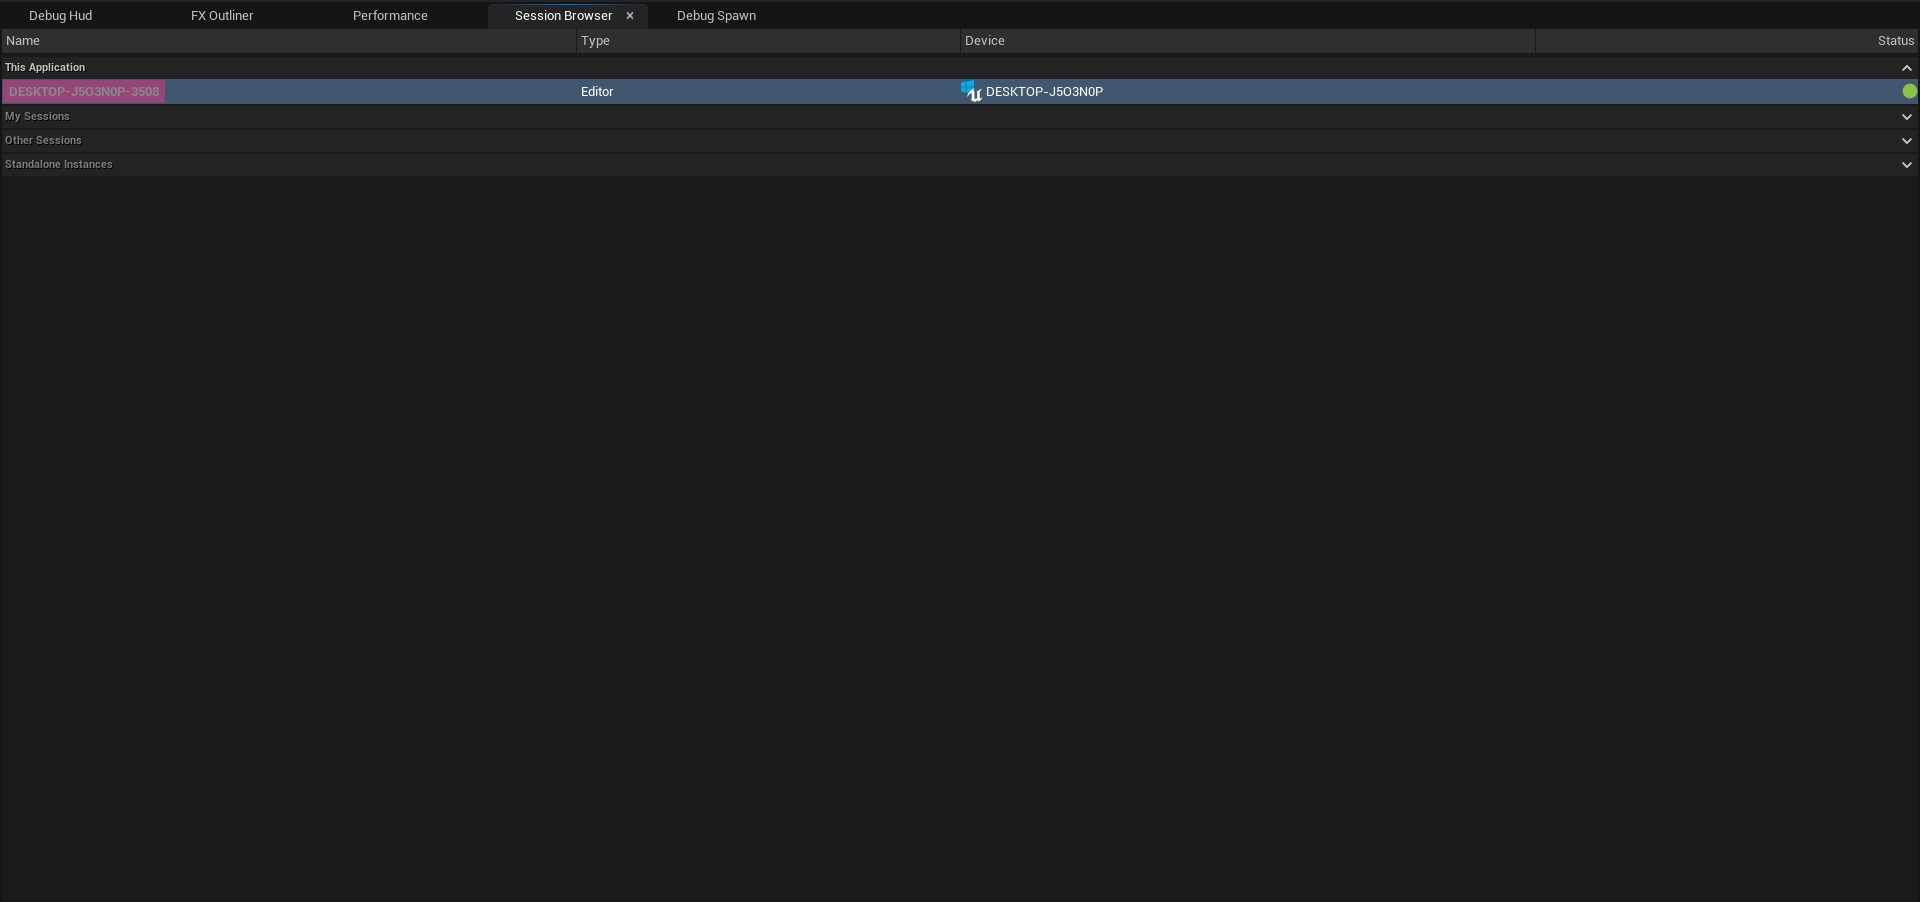 Debug Hud FX Outliner Performance Session Browser × Debug Spawn
Name Type Device Status
This Application
DESKTOP-J5O3N0P-3508 Editor DESKTOP-J5O3N0P
My Sessions
Other Sessions
Standalone Instances